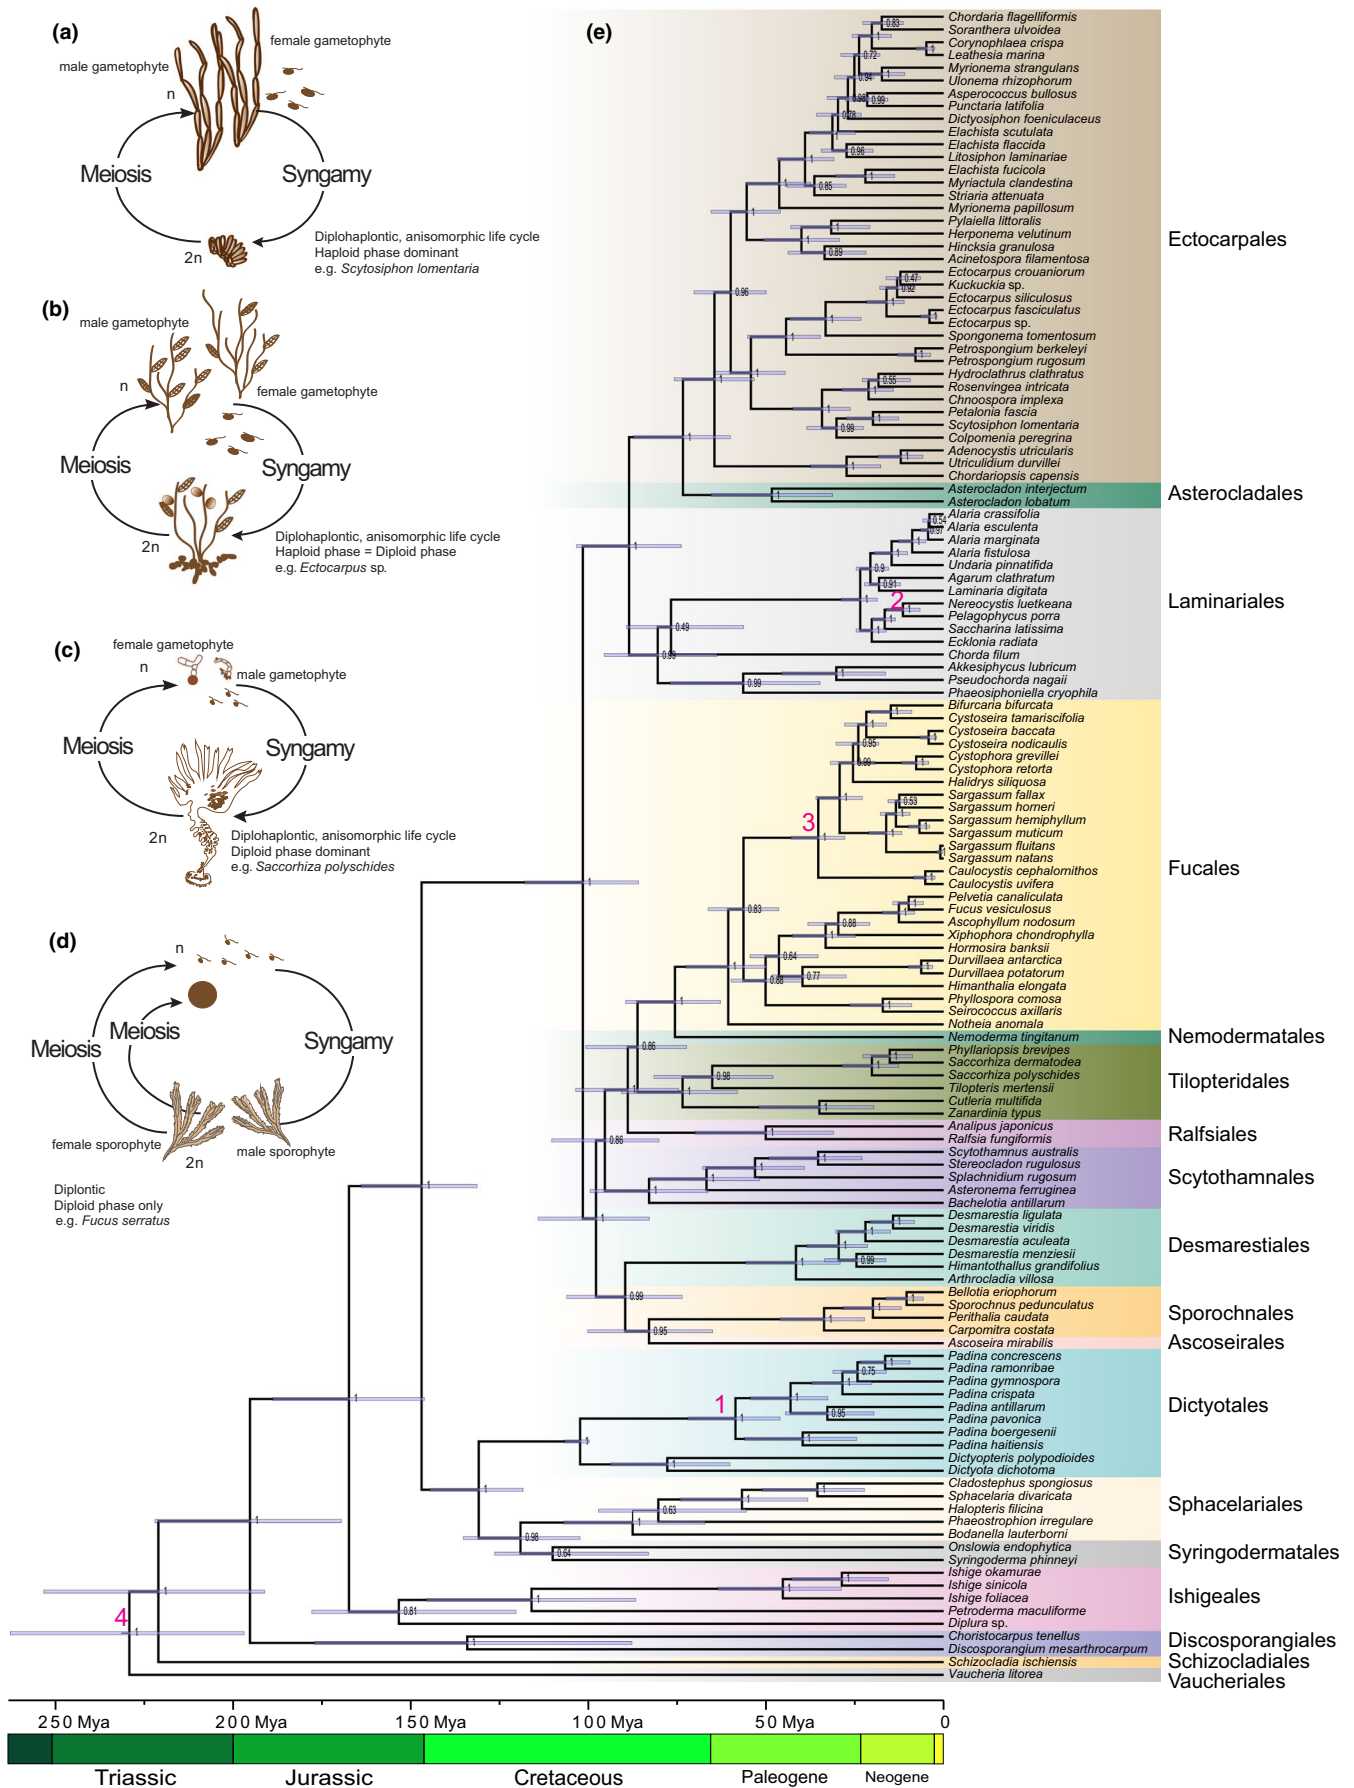 (a)
female gametophyte
male gametophyte
n
Meiosis
Syngamy
2n
Diplohaplontic, anisomorphic life cycle
Haploid phase dominant
e.g. Scytosiphon lomentaria
(b)
male gametophyte
n
female gametophyte
Meiosis
Syngamy
2n
Diplohaplontic, anisomorphic life cycle
Haploid phase = Diploid phase
e.g. Ectocarpus sp.
(c)
female gametophyte
n
male gametophyte
Meiosis
Syngamy
2n
Diplohaplontic, anisomorphic life cycle
Diploid phase dominant
e.g. Saccorhiza polyschides
(d)
n
Meiosis
Meiosis
Syngamy
female sporophyte
2n
male sporophyte
Diplontic
Diploid phase only
e.g. Fucus serratus
(e)
Chordaria flagelliformis
Soranthera ulvoidea
Corynophlaea crispa
Leathesia marina
Myrionema strangulans
Ulonema rhizophorum
Asperococcus bullosus
Punctaria latifolia
Dictyosiphon foeniculaceus
Elachista scutulata
Elachista flaccida
Litosiphon laminariae
Elachista fucicola
Myriactula clandestina
Striaria attenuata
Myrionema papillosum
Pylaiella littoralis
Herponema velutinum
Hincksia granulosa
Acinetospora filamentosa
Ectocarpus crouaniorum
Kuckuckia sp.
Ectocarpus siliculosus
Ectocarpus fasciculatus
Ectocarpus sp.
Spongonema tomentosum
Petrospongium berkeleyi
Petrospongium rugosum
Hydroclathrus clathratus
Rosenvingea intricata
Chnoospora implexa
Petalonia fascia
Scytosiphon lomentaria
Colpomenia peregrina
Adenocystis utricularis
Utriculidium durvillei
Chordariopsis capensis
Ectocarpales
Asterocladon interjectum
Asterocladon lobatum
Asterocladales
Alaria crassifolia
Alaria esculenta
Alaria marginata
Alaria fistulosa
Undaria pinnatifida
Agarum clathratum
Laminaria digitata
Nereocystis luetkeana
Pelagophycus porra
Saccharina latissima
Ecklonia radiata
Chorda filum
Akkesiphycus lubricum
Pseudochorda nagaii
Phaeosiphoniella cryophila
Laminariales
2
Bifurcaria bifurcata
Cystoseira tamariscifolia
Cystoseira baccata
Cystoseira nodicaulis
Cystophora grevillei
Cystophora retorta
Halidrys siliquosa
Sargassum fallax
Sargassum horneri
Sargassum hemiphyllum
Sargassum muticum
Sargassum fluitans
Sargassum natans
Caulocystis cephalornithos
Caulocystis uvifera
Pelvetia canaliculata
Fucus vesiculosus
Ascophyllum nodosum
Xiphophora chondrophylla
Hormosira banksii
Durvillaea antarctica
Durvillaea potatorum
Himanthalia elongata
Phyllospora comosa
Seirococcus axillaris
Notheia anomala
Fucales
3
Nemoderma tingitanum
Nemodermatales
Phyllariopsis brevipes
Saccorhiza dermatodea
Saccorhiza polyschides
Tilopteris mertensii
Cutleria multifida
Zanardinia typus
Tilopteridales
Analipus japonicus
Ralfsia fungiformis
Ralfsiales
Scytothamnus australis
Stereocladon rugulosus
Splachnidium rugosum
Asteronema ferruginea
Bachelotia antillarum
Scytothamnales
Desmarestia ligulata
Desmarestia viridis
Desmarestia aculeata
Desmarestia menziesii
Himantothallus grandifolius
Arthrocladia villosa
Desmarestiales
Bellotia eriophorum
Sporochnus pedunculatus
Perithalia caudata
Carpomitra costata
Sporochnales
Ascoseira mirabilis
Ascoseirales
Padina concrescens
Padina ramonribae
Padina gymnospora
Padina crispata
Padina antillarum
Padina pavonica
Padina boergesenii
Padina haitiensis
Dictyopteris polypodioides
Dictyota dichotoma
Dictyotales
1
Cladostephus spongiosus
Sphacelaria divaricata
Halopteris filicina
Phaeostrophion irregulare
Bodanella lauterborni
Sphacelariales
Onslowia endophytica
Syringoderma phinneyi
Syringodermatales
Ishige okamurae
Ishige sinicola
Ishige foliacea
Petroderma maculiforme
Diplura sp.
Ishigeales
4
Choristocarpus tenellus
Discosporangium mesarthrocarpum
Discosporangiales
Schizocladia ischiensis
Schizocladiales
Vaucheria litorea
Vaucheriales
250 Mya 200 Mya 150 Mya 100 Mya 50 Mya 0
Triassic Jurassic Cretaceous Paleogene Neogene